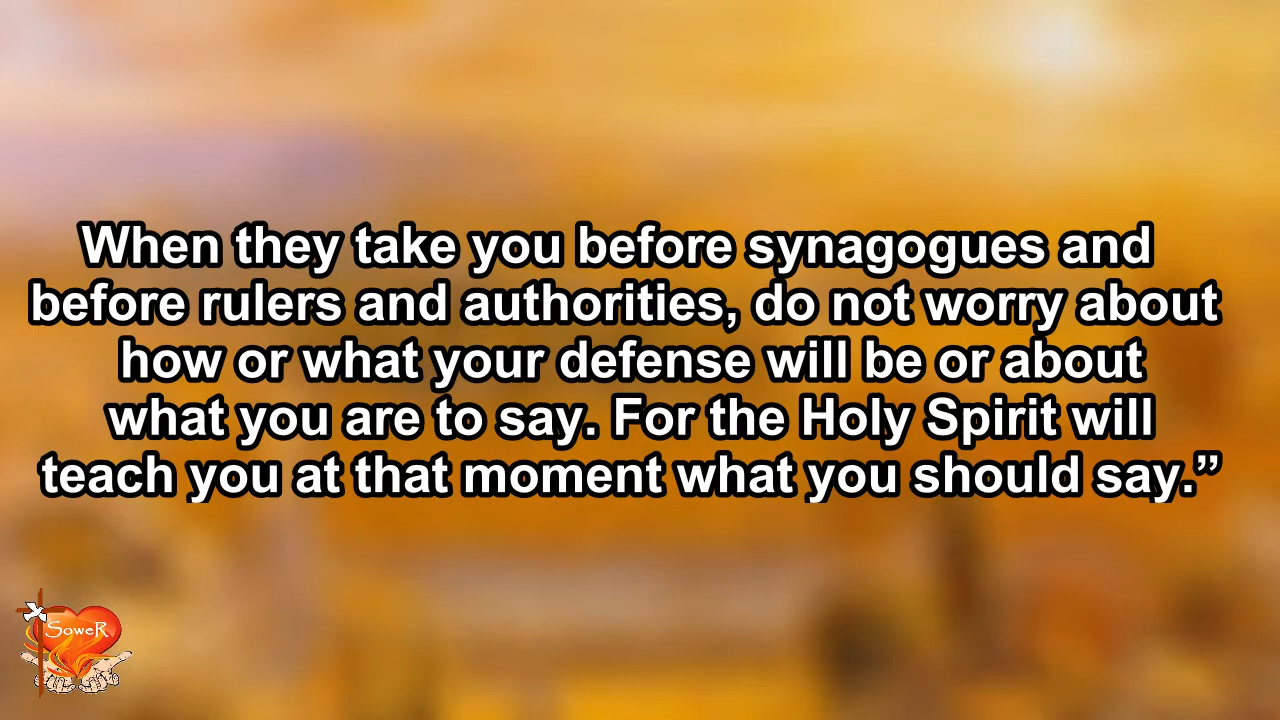 When they take you before synagogues and
before rulers and authorities, do not worry about
how or what your defense will be or about
what you are to say. For the Holy Spirit will
teach you at that moment what you should say.”
SoweR